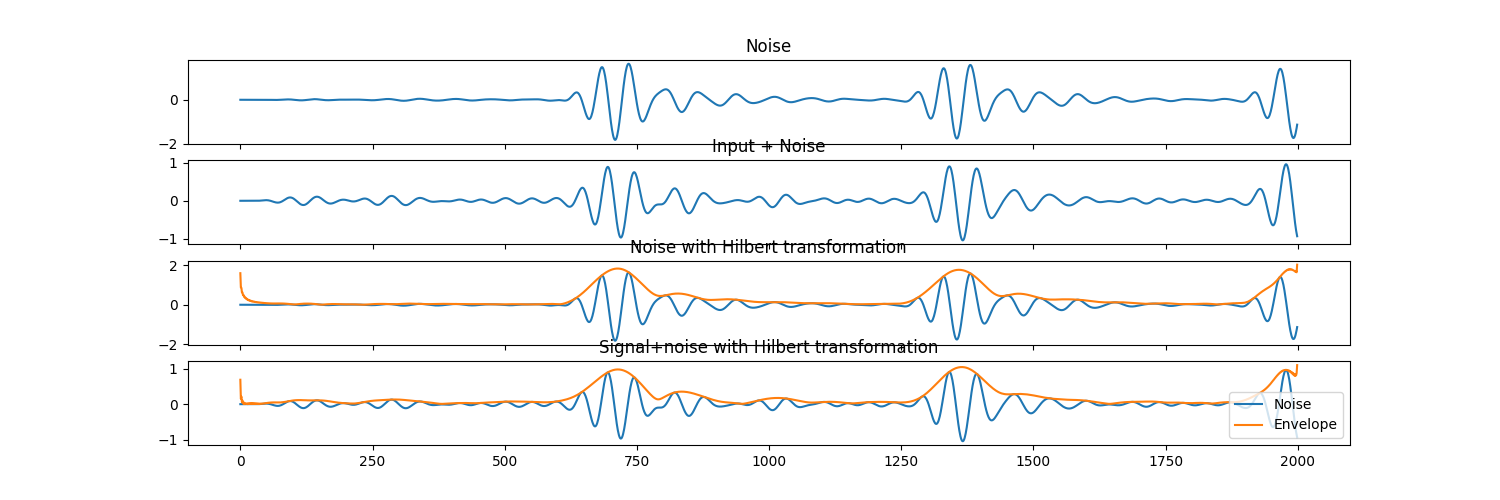 Noise
0
−2
Input + Noise
1
0
−1
Noise with Hilbert transformation
2
0
−2
Signal+noise with Hilbert transformation
1
0
−1
Noise
Envelope
0 250 500 750 1000 1250 1500 1750 2000